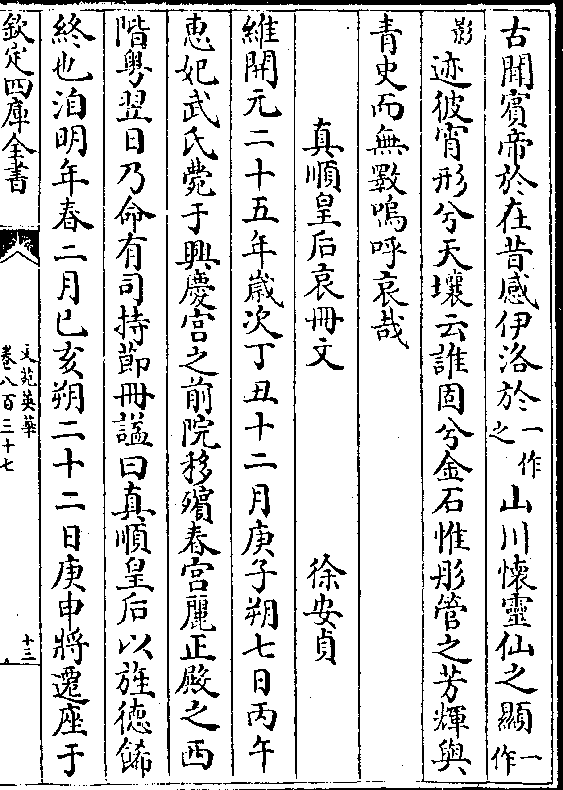 古聞賓帝於在昔感伊洛於一作之山川懷靈仙之顯一作
影迹彼宵形兮天壤云誰固兮金石惟彤管之芳輝與
青史而無斁嗚呼哀哉
真順皇后哀冊文 徐安貞
維開元二十五年歲次丁丑十二月庚子朔七日丙午
惠妃武氏薨于興慶宫之前院移殯春宫麗正殿之西
階粤翌日乃命有司持節冊謚曰真順皇后以旌德餙
終也洎明年春二月己亥朔二十二日庚申將遷座于
欽定四庫全書
文苑英華
卷八百三十七
十三